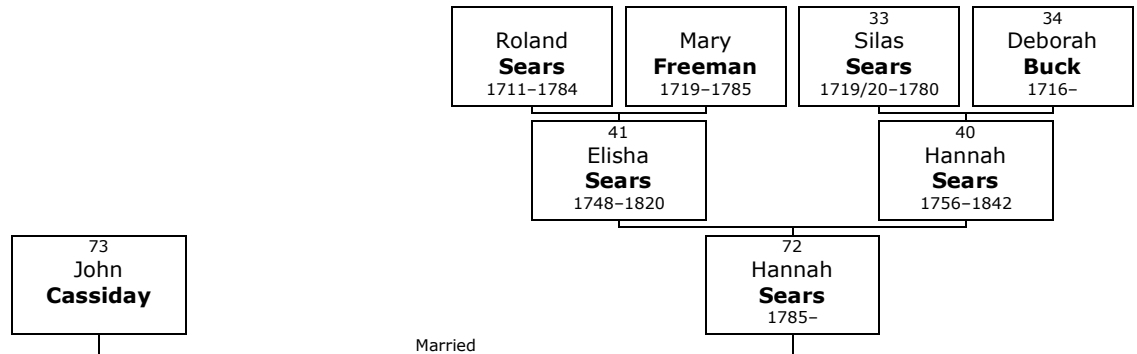 Roland
Sears
1711–1784
Mary
Freeman
1719–1785
33
Silas
Sears
1719/20–1780
34
Deborah
Buck
1716–
41
Elisha
Sears
1748–1820
40
Hannah
Sears
1756–1842
73
John
Cassiday
72
Hannah
Sears
1785–
Married